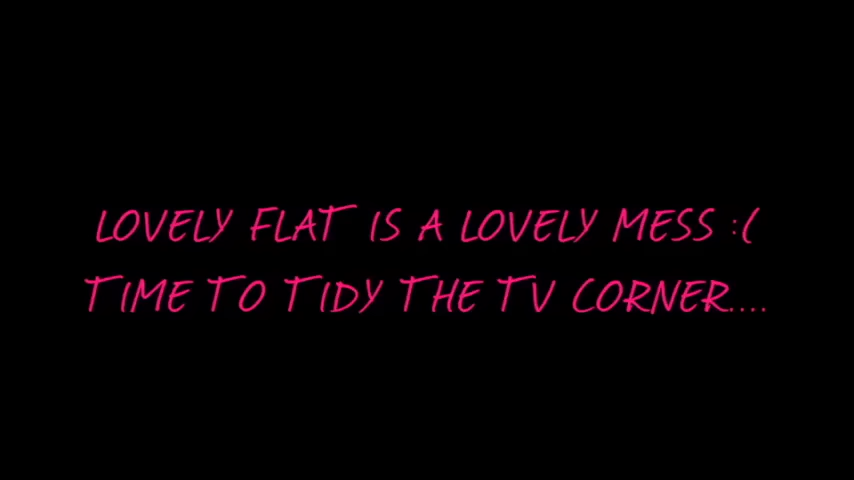 LOVELY FLAT IS A LOVELY MESS :(
TIME TO TIDY THE TV CORNER....